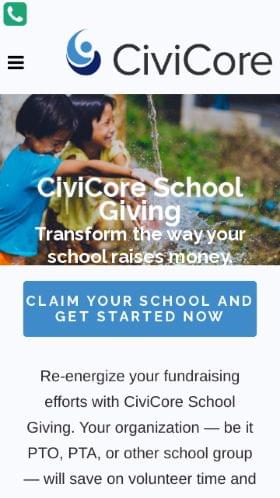 CiviCore
CiviCore School
Giving
Transform the way your
school raises money.
CLAIM YOUR SCHOOL AND
GET STARTED NOW
Re-energize your fundraising
efforts with CiviCore School
Giving. Your organization — be it
PTO, PTA, or other school group
— will save on volunteer time and